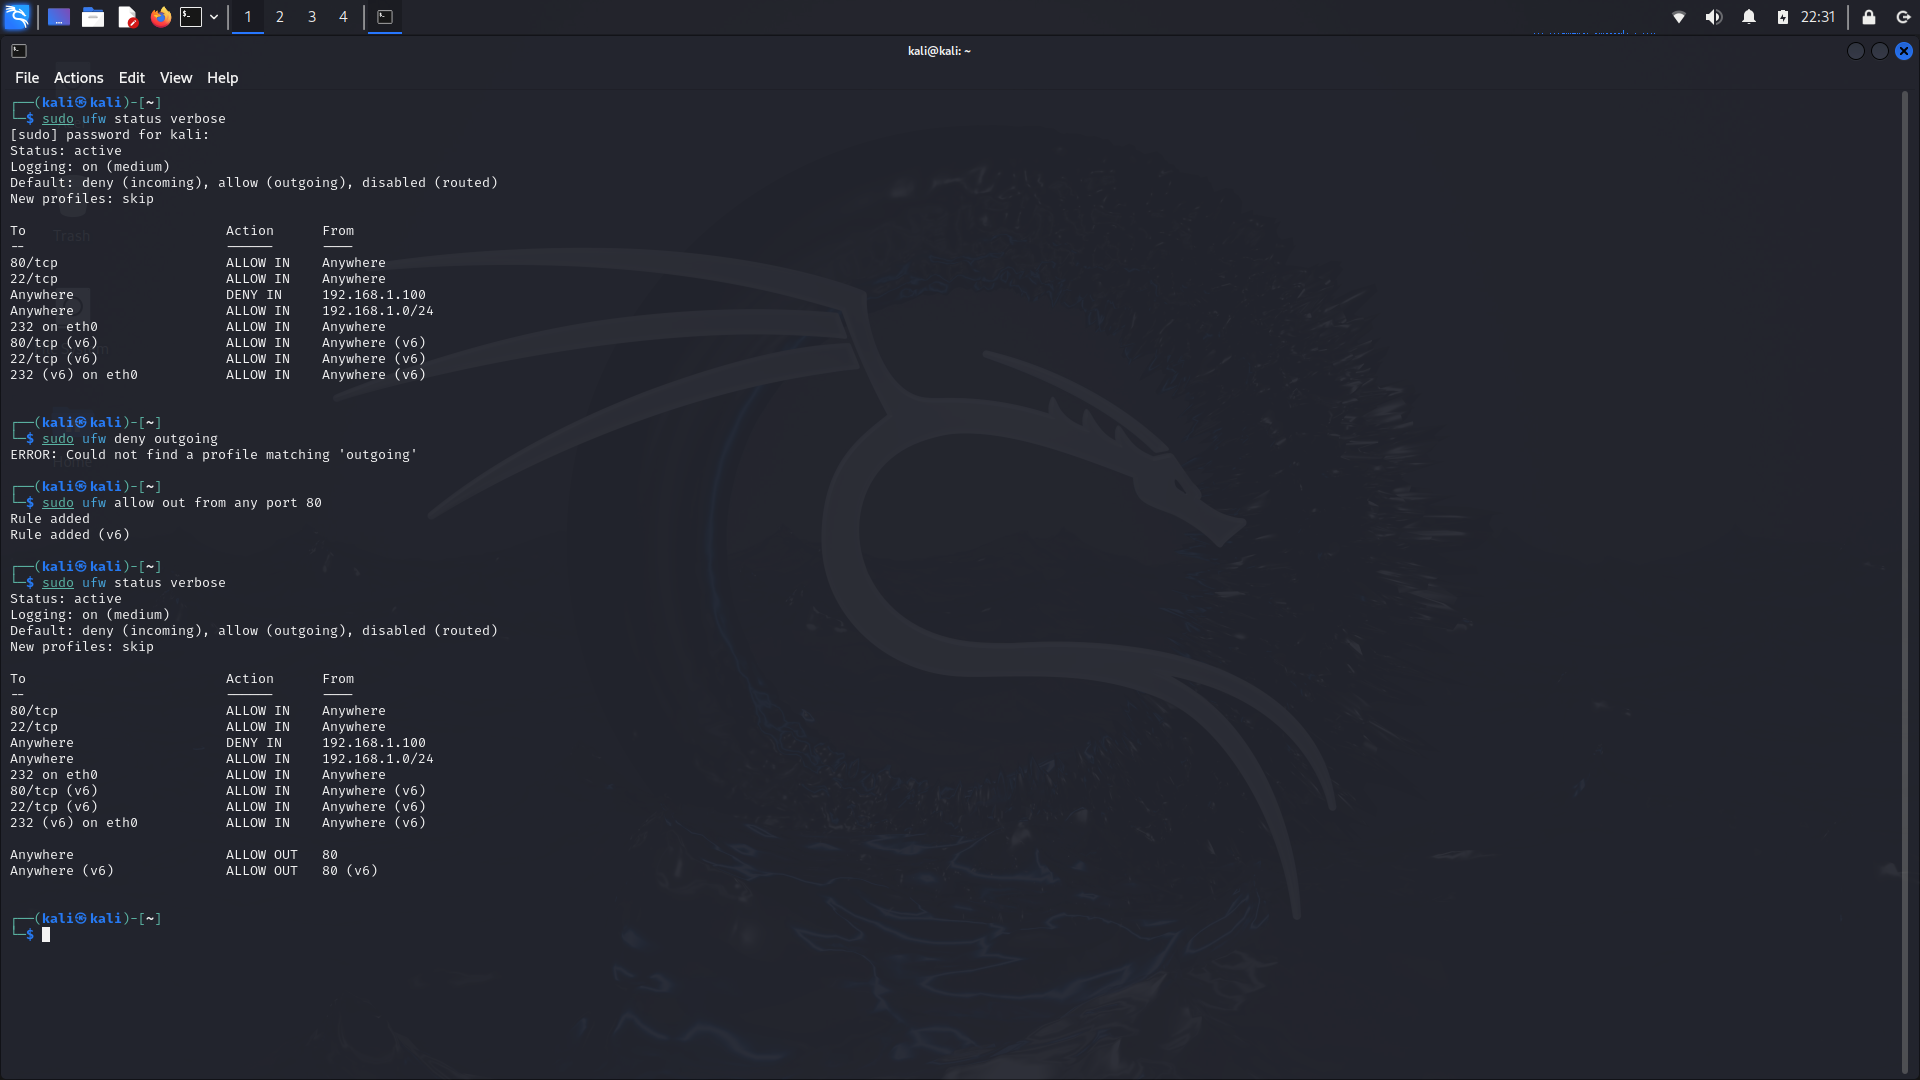 1 2 3 4 22:31
kali@kali: ~
File Actions Edit View Help
┌──(kali㉿kali)-[~]
└─$ sudo ufw status verbose
[sudo] password for kali:
Status: active
Logging: on (medium)
Default: deny (incoming), allow (outgoing), disabled (routed)
New profiles: skip
To Action From
-- ------ ----
80/tcp ALLOW IN Anywhere
22/tcp ALLOW IN Anywhere
Anywhere DENY IN 192.168.1.100
Anywhere ALLOW IN 192.168.1.0/24
232 on eth0 ALLOW IN Anywhere
80/tcp (v6) ALLOW IN Anywhere (v6)
22/tcp (v6) ALLOW IN Anywhere (v6)
232 (v6) on eth0 ALLOW IN Anywhere (v6)
┌──(kali㉿kali)-[~]
└─$ sudo ufw deny outgoing
ERROR: Could not find a profile matching 'outgoing'
┌──(kali㉿kali)-[~]
└─$ sudo ufw allow out from any port 80
Rule added
Rule added (v6)
┌──(kali㉿kali)-[~]
└─$ sudo ufw status verbose
Status: active
Logging: on (medium)
Default: deny (incoming), allow (outgoing), disabled (routed)
New profiles: skip
To Action From
-- ------ ----
80/tcp ALLOW IN Anywhere
22/tcp ALLOW IN Anywhere
Anywhere DENY IN 192.168.1.100
Anywhere ALLOW IN 192.168.1.0/24
232 on eth0 ALLOW IN Anywhere
80/tcp (v6) ALLOW IN Anywhere (v6)
22/tcp (v6) ALLOW IN Anywhere (v6)
232 (v6) on eth0 ALLOW IN Anywhere (v6)
Anywhere ALLOW OUT 80
Anywhere (v6) ALLOW OUT 80 (v6)
┌──(kali㉿kali)-[~]
└─$
Trash
Home